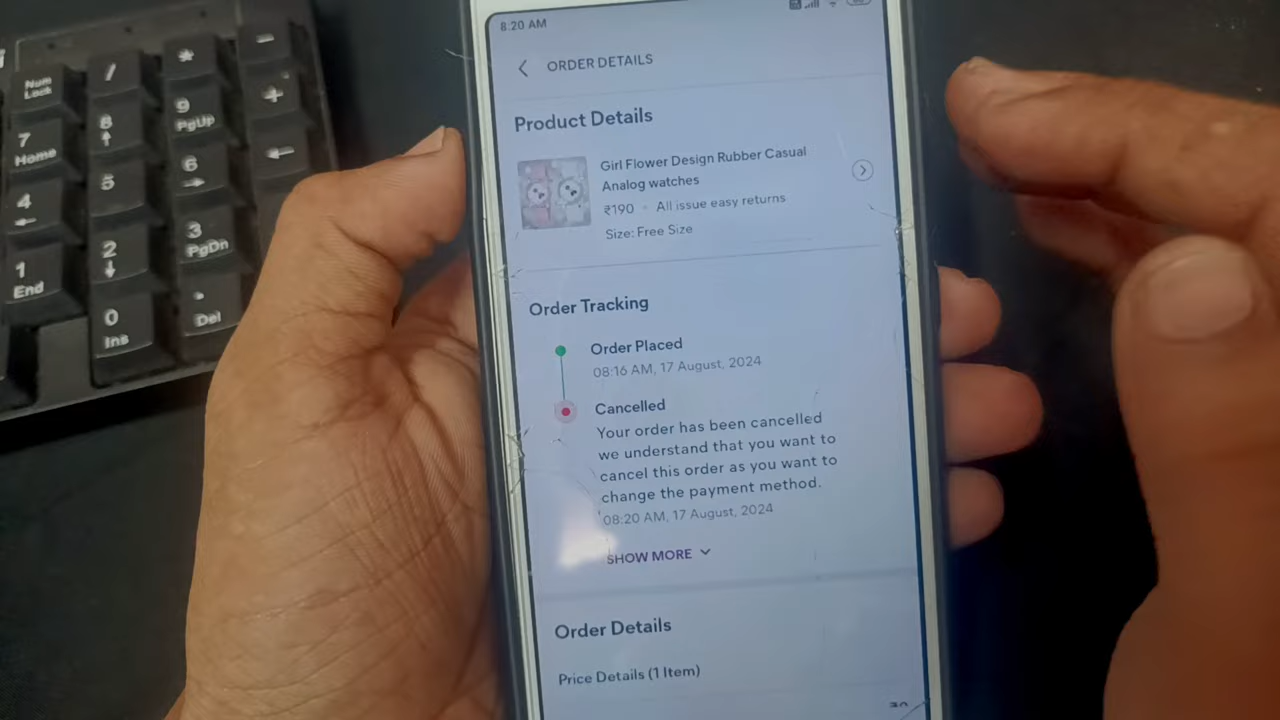 8:20 AM
ORDER DETAILS
Product Details
Girl Flower Design Rubber Casual
Analog watches
₹190 • All issue easy returns
Size: Free Size
Order Tracking
Order Placed
08:16 AM, 17 August, 2024
Cancelled
Your order has been cancelled
we understand that you want to
cancel this order as you want to
change the payment method.
08:20 AM, 17 August, 2024
SHOW MORE
Order Details
Price Details (1 Item)
Num
Lock
/
*
-
7
Home
8
9
PgUp
+
4
5
6
1
End
2
3
PgDn
0
Ins
.
Del